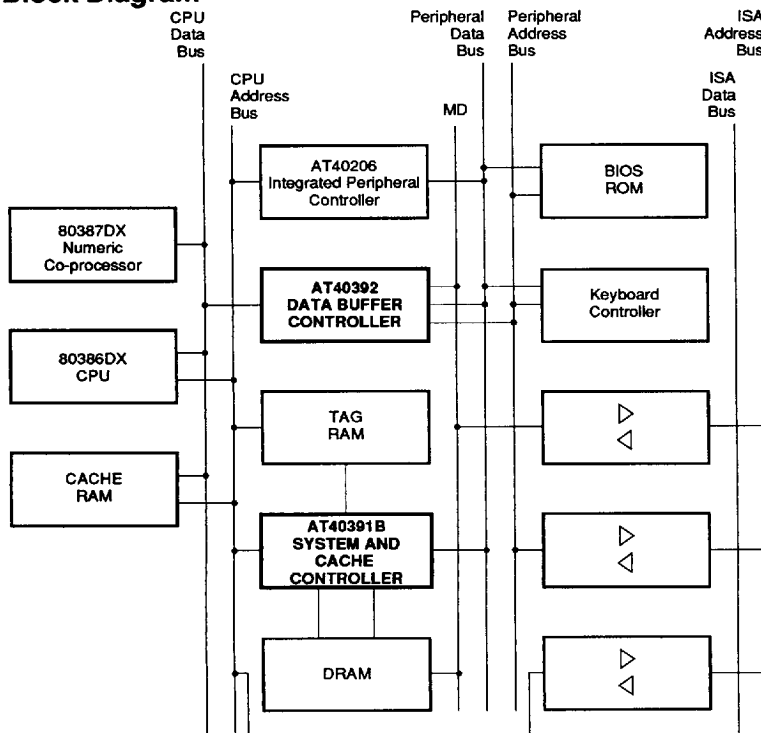 Block Diagram
CPU
Data
Bus
Peripheral
Data
Bus
Peripheral
Address
Bus
ISA
Address
Bus
CPU
Address
Bus
MD
ISA
Data
Bus
AT40206
Integrated Peripheral
Controller
BIOS
ROM
80387DX
Numeric
Co-processor
AT40392
DATA BUFFER
CONTROLLER
Keyboard
Controller
80386DX
CPU
TAG
RAM
CACHE
RAM
AT40391B
SYSTEM AND
CACHE
CONTROLLER
DRAM